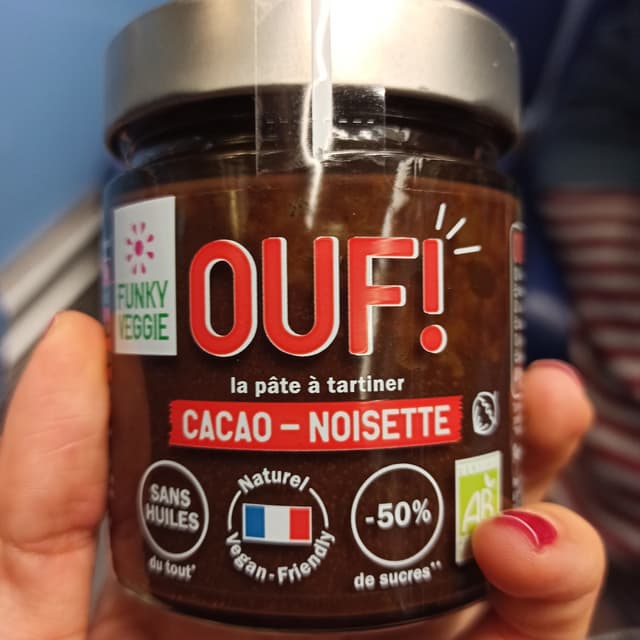 FUNKY
VEGGIE
OUF!
la pâte à tartiner
CACAO – NOISETTE
SANS
HUILES
du tout*
Naturel
Vegan-Friendly
-50%
de sucres**
AB